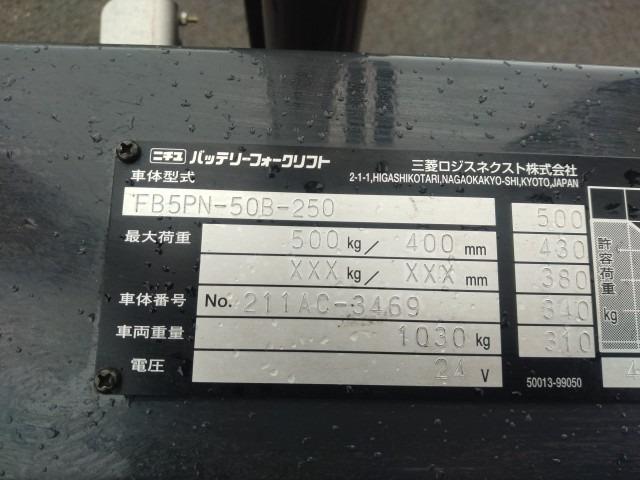 ニチユ バッテリーフォークリフト 三菱ロジスネクスト株式会社
2-1-1,HIGASHIKOTARI,NAGAOKAKYO-SHI,KYOTO,JAPAN
車体型式
FB5PN-50B-250
最大荷重 500 kg/ 400 mm
XXX kg/ XXX mm
車体番号 No. 211AC-3469
車両重量 1030 kg
電圧 24 V
500
430
380
340
310
許容荷重
kg
50013-99050